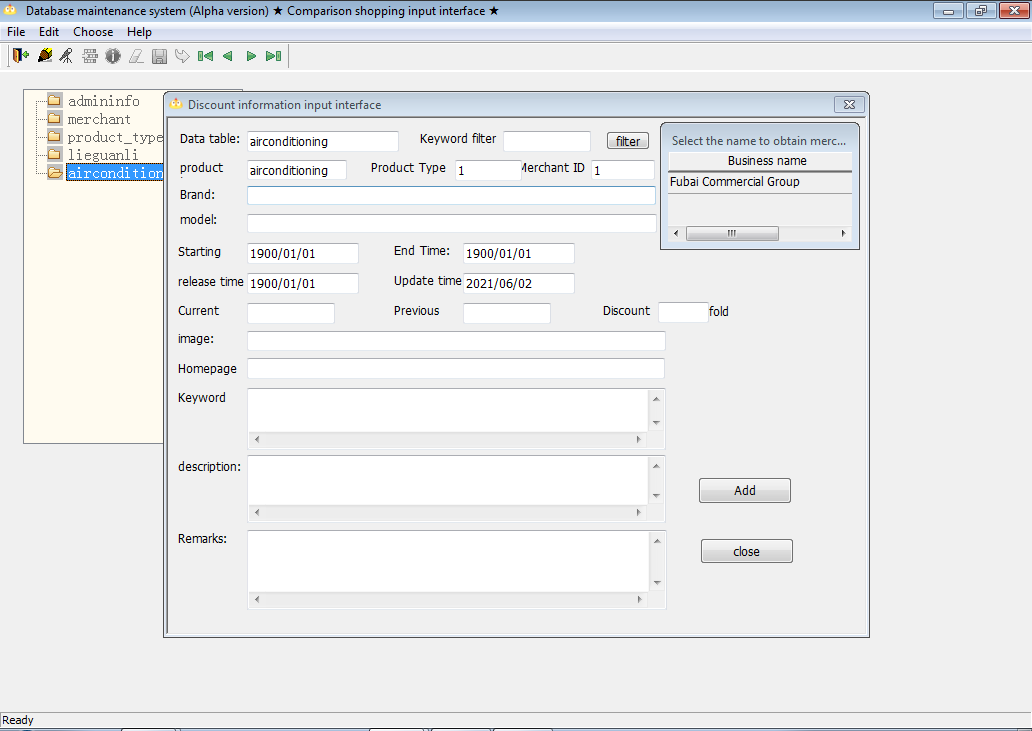 Database maintenance system (Alpha version) ★ Comparison shopping input interface ★
File Edit Choose Help
admininfo
merchant
product_type
lieguanli
aircondition
Discount information input interface
Data table: airconditioning Keyword filter filter
product airconditioning Product Type 1 Merchant ID 1
Brand:
model:
Select the name to obtain merc...
Business name
Fubai Commercial Group
Starting 1900/01/01 End Time: 1900/01/01
release time 1900/01/01 Update time 2021/06/02
Current Previous Discount fold
image:
Homepage
Keyword
description:
Add
Remarks:
close
Ready